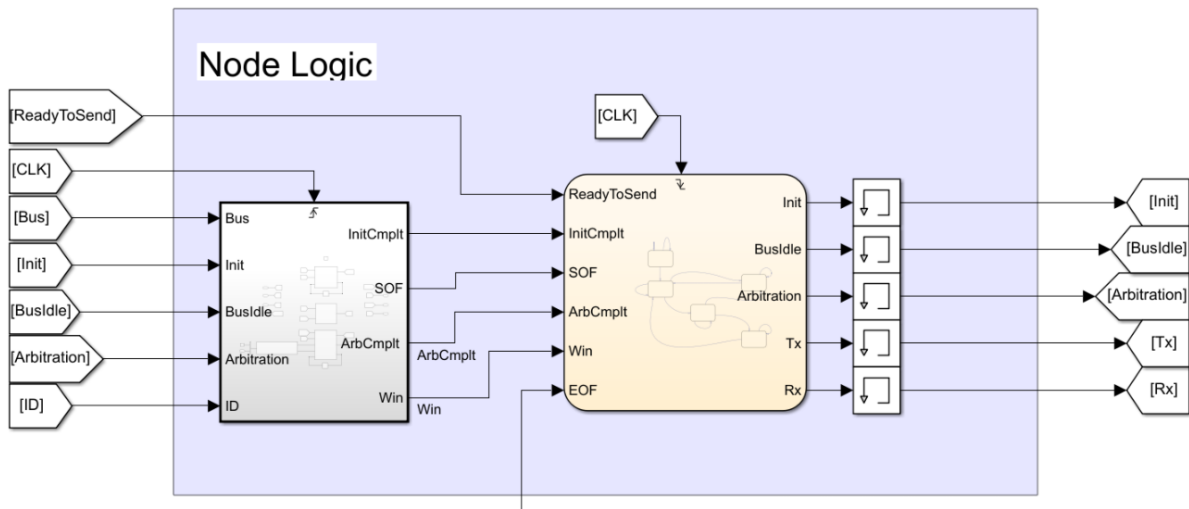 Node Logic
[ReadyToSend]
[CLK]
[CLK]
[Bus]
[Init]
[BusIdle]
[Arbitration]
[ID]
Bus
Init
BusIdle
Arbitration
ID
InitCmplt
SOF
ArbCmplt
Win
ArbCmplt
Win
ReadyToSend
InitCmplt
SOF
ArbCmplt
Win
EOF
Init
BusIdle
Arbitration
Tx
Rx
[Init]
[BusIdle]
[Arbitration]
[Tx]
[Rx]